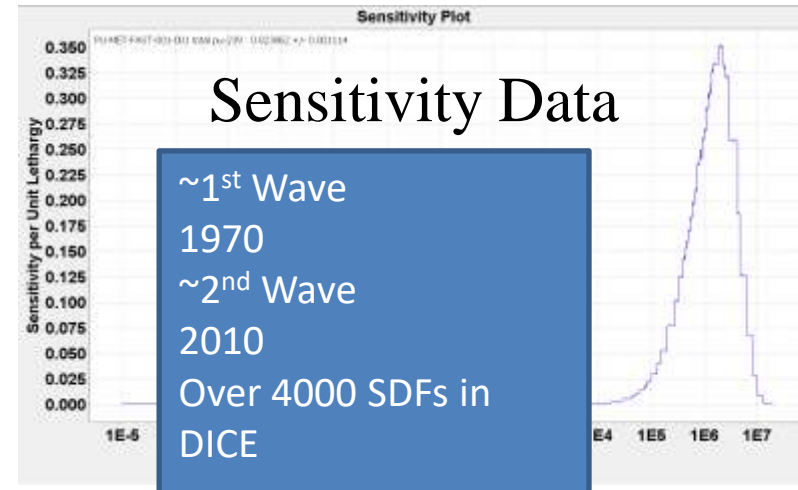 Sensitivity Plot
Sensitivity Data
~1st Wave
1970
~2nd Wave
2010
Over 4000 SDFs in
DICE
Sensitivity per Unit Lethargy
0.350
0.325
0.300
0.275
0.250
0.225
0.200
0.175
0.150
0.125
0.100
0.075
0.050
0.025
0.000
1E-5 E4 1E5 1E6 1E7